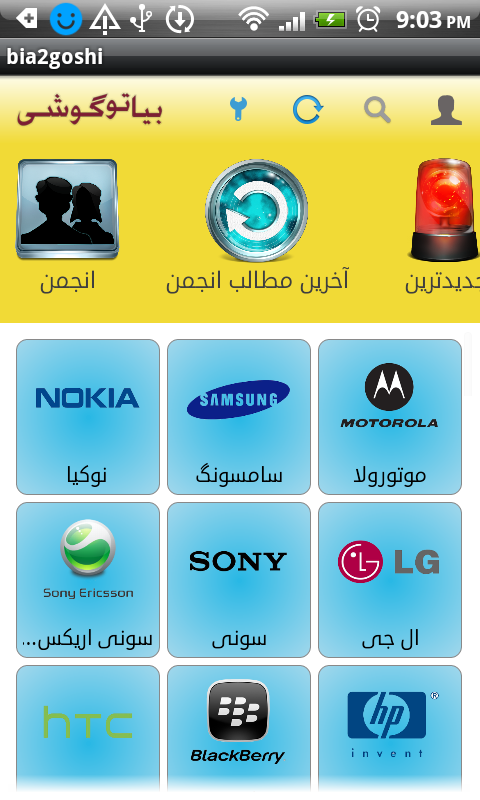 9:03 PM
bia2goshi
بیاتوگوشی
انجمن
آخرین مطالب انجمن
جدیدترین
NOKIA
نوکیا
SAMSUNG
سامسونگ
MOTOROLA
موتورولا
Sony Ericsson
سونی اریکس...
SONY
سونی
LG
ال جی
hTC
BlackBerry
hp
®
invent